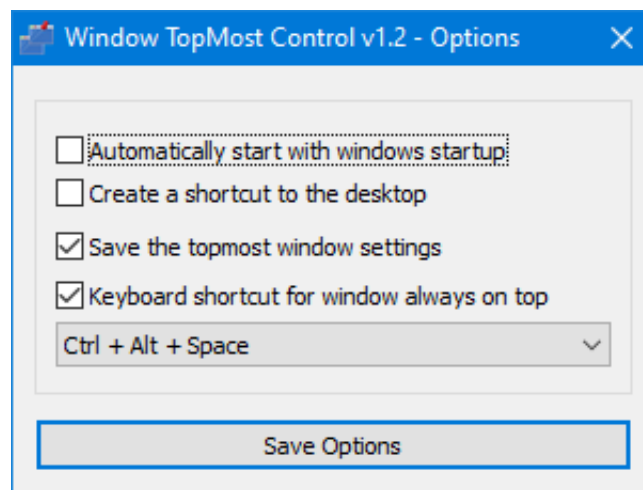 Window TopMost Control v1.2 - Options
Automatically start with windows startup
Create a shortcut to the desktop
Save the topmost window settings
Keyboard shortcut for window always on top
Ctrl + Alt + Space
Save Options